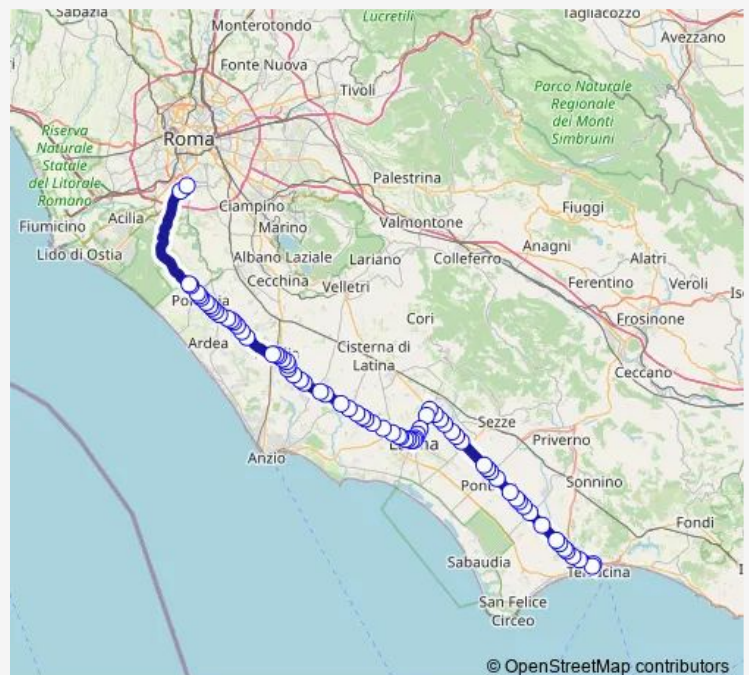 Sabazia
Monterotondo
Lucretili
Tagliacozzo
Avezzano
Fonte Nuova
Tivoli
Parco Naturale
Regionale
dei Monti
Simbruini
Riserva
Naturale
Statale
del Litorale
Romano
Roma
Palestrina
Fiumicino
Acilia
Ciampino
Marino
Valmontone
Fiuggi
Lido di Ostia
Albano Laziale
Lariano
Colleferro
Anagni
Alatri
Cecchina
Velletri
Ferentino
Veroli
Frosinone
Ardea
Cori
Cisterna di
Latina
Ceccano
Sezze
Priverno
Anzio
Pont
Sonnino
Fondi
Sabaudia
San Felice
Circeo
© OpenStreetMap contributors